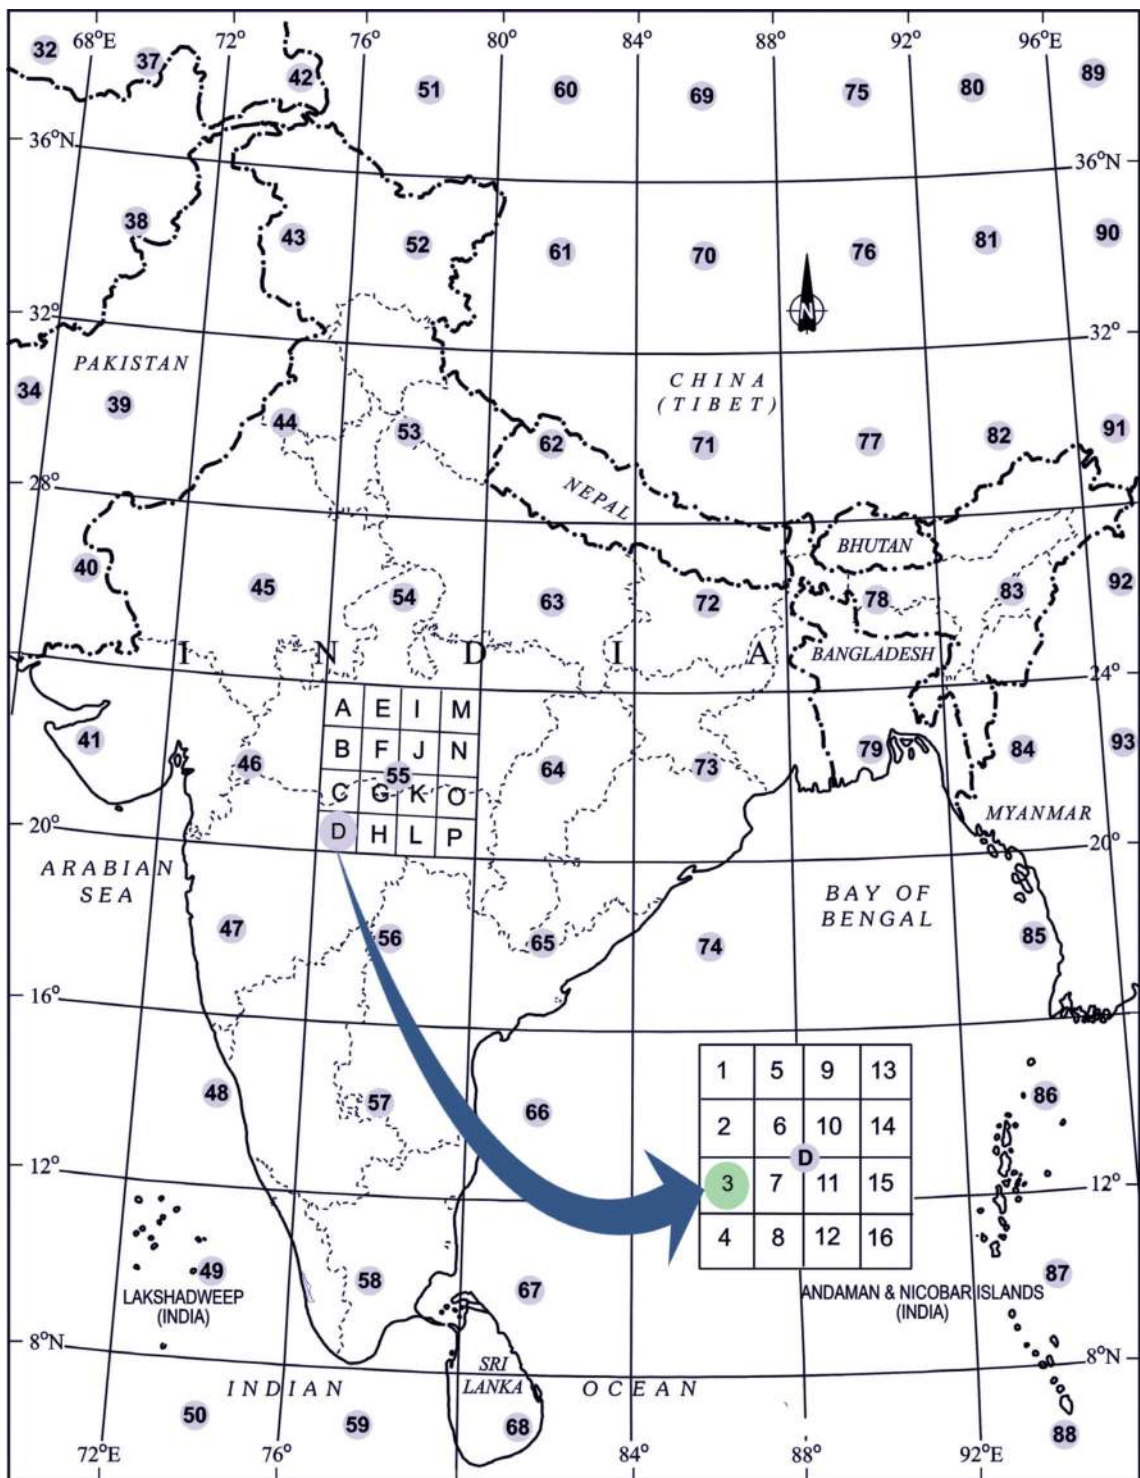 68°E 72° 76° 80° 84° 88° 92° 96°E
32 37 42 51 60 69 75 80 89
36°N 36°N
38 43 52 61 70 76 81 90
N
32° 32°
PAKISTAN
CHINA
(TIBET)
34 39 44 53 62 71 77 82 91
28°
NEPAL
BHUTAN
40 45 54 63 72 78 83 92
I N D I A
BANGLADESH
24°
A E I M
B F J N
55
C G K O
D H L P
41 46 64 73 79 84 93
MYANMAR
20° 20°
ARABIAN
SEA
BAY OF
BENGAL
47 56 65 74 85
16°
48 57 66 86
1 5 9 13
2 6 10 14
D
3 7 11 15
4 8 12 16
12° 12°
49 58 67 87
LAKSHADWEEP
(INDIA)
ANDAMAN & NICOBAR ISLANDS
(INDIA)
8°N 8°N
SRI
LANKA
INDIAN OCEAN
50 59 68 88
72°E 76° 84° 88° 92°E